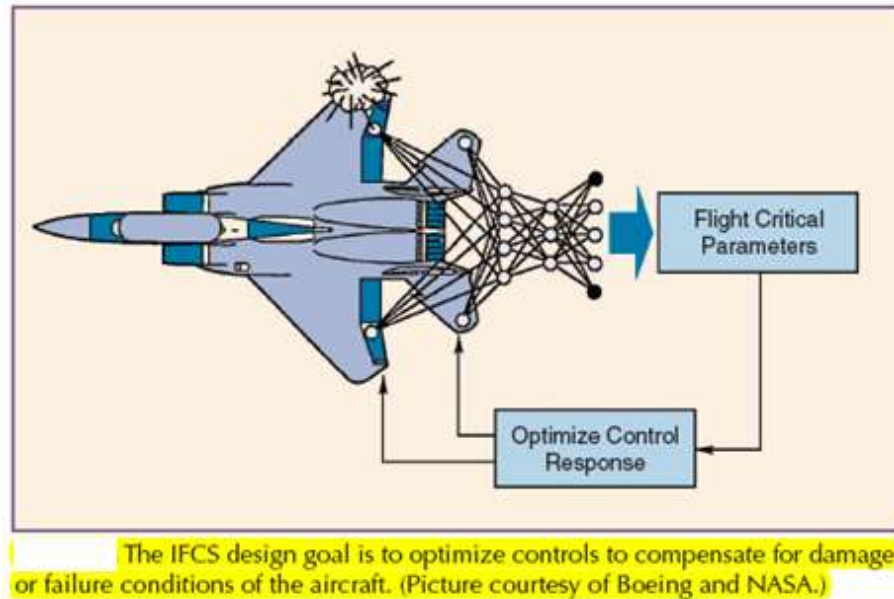 Flight Critical
Parameters
Optimize Control
Response
The IFCS design goal is to optimize controls to compensate for damage
or failure conditions of the aircraft. (Picture courtesy of Boeing and NASA.)